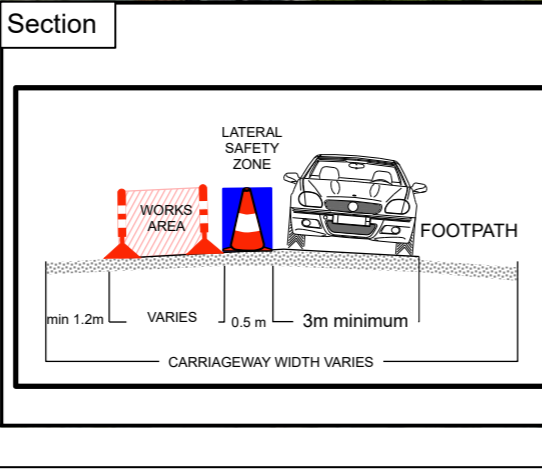 Section
LATERAL
SAFETY
ZONE
WORKS
AREA
FOOTPATH
min 1.2m
VARIES
0.5 m
3m minimum
CARRIAGEWAY WIDTH VARIES